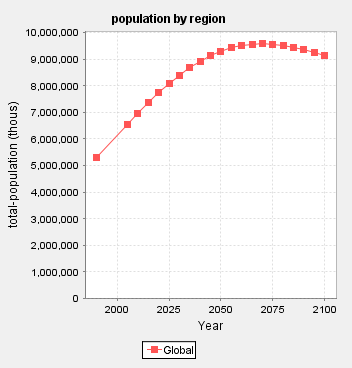 population by region
10,000,000
9,000,000
8,000,000
7,000,000
6,000,000
5,000,000
4,000,000
3,000,000
2,000,000
1,000,000
0
total-population (thous)
2000 2025 2050 2075 2100
Year
Global